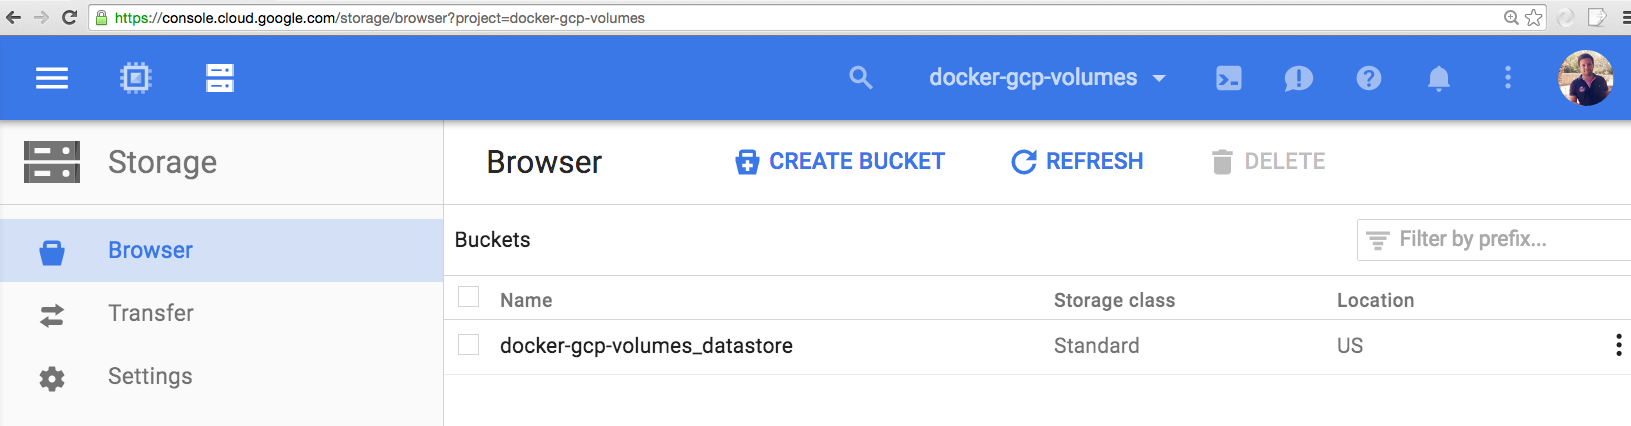 https://console.cloud.google.com/storage/browser?project=docker-gcp-volumes
docker-gcp-volumes
Storage
Browser
CREATE BUCKET
REFRESH
DELETE
Browser
Transfer
Settings
Buckets
Filter by prefix...
Name Storage class Location
docker-gcp-volumes_datastore Standard US